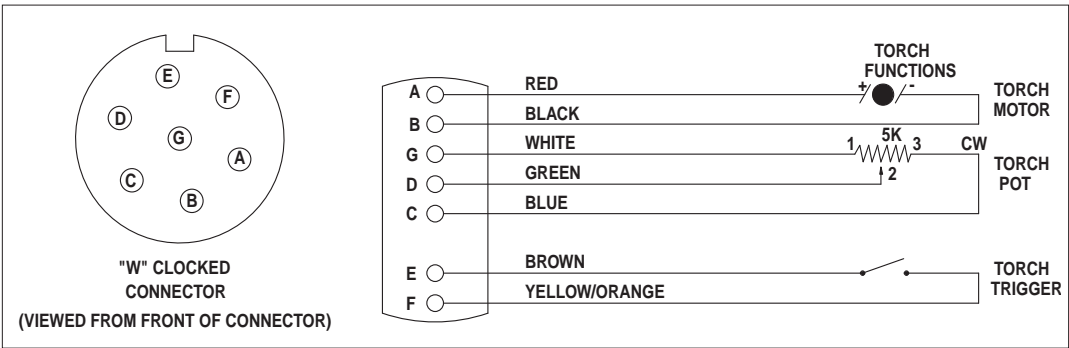 E
F
D
G
A
C
B
"W" CLOCKED
CONNECTOR
(VIEWED FROM FRONT OF CONNECTOR)
TORCH
FUNCTIONS
A RED + - TORCH
MOTOR
B BLACK
G WHITE 1 5K 3 CW
TORCH
POT
D GREEN 2
C BLUE
E BROWN
TORCH
TRIGGER
F YELLOW/ORANGE